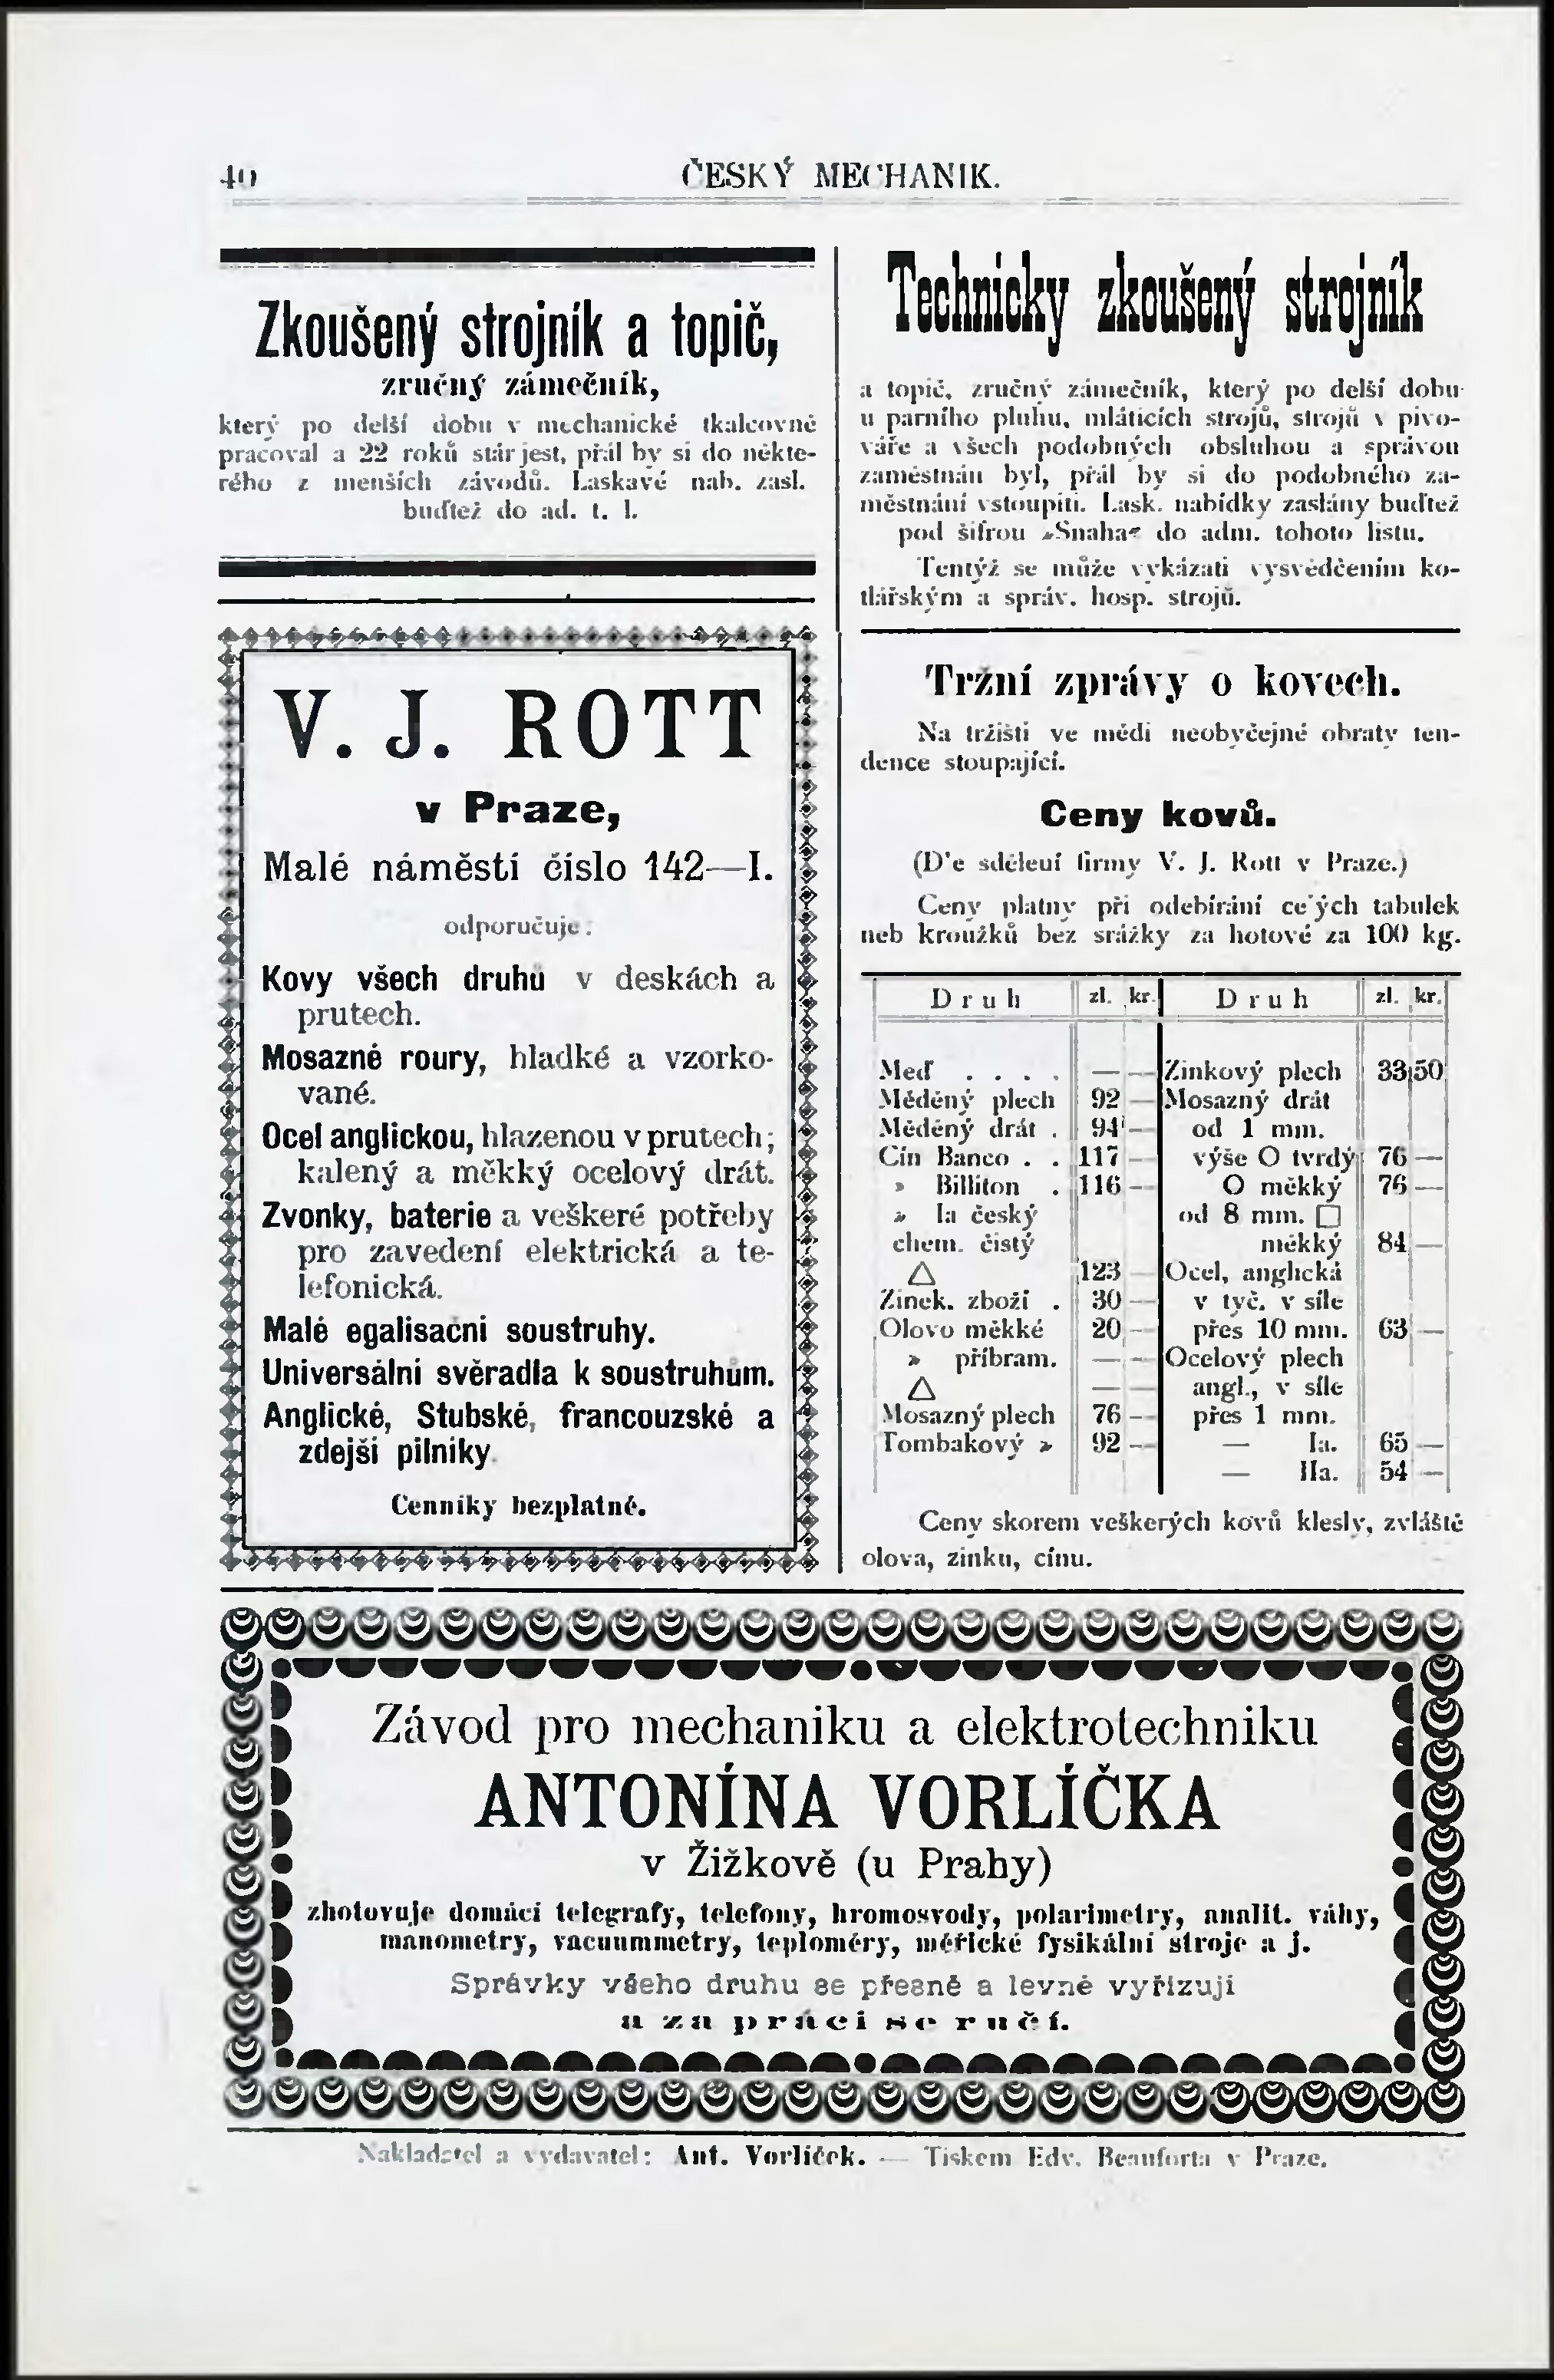 40
ČESKÝ MECHANIK.
Zkoušený strojník a topič,
zručný zámečník,
který po delší dobu v mechanické tkalcovně
pracoval a 22 roků stár jest, přál by si do někte-
rého z menších závodů. Laskavé nab. zasl.
buďtež do ad. t. l.
V. J. ROTT
v Praze,
Malé náměstí číslo 142—I.
odporučuje:
Kovy všech druhů v deskách a
prutech.
Mosazné roury, hladké a vzorko-
vané.
Ocel anglickou, hlazenou v prutech;
kalený a měkký ocelový drát.
Zvonky, baterie a veškeré potřeby
pro zavedení elektrická a te-
lefonická.
Malé egalisační soustruhy.
Universální svěradla k soustruhům.
Anglické, Stubské, francouzské a
zdejší pilníky.
Cenníky bezplatně.
Technicky zkoušený strojník
a topič, zručný zámečník, který po delší dobu
u parního pluhu, mláticích strojů, strojů v pivo-
váře a všech podobných obsluhou a správou
zaměstnán byl, přál by si do podobného za-
městnání vstoupiti. Lask. nabídky zaslány buďtež
pod šifrou »Snaha« do adm. tohoto listu.
Tentýž se může vykázati vysvědčením ko-
tlářským a správ. hosp. strojů.
Tržní zprávy o kovech.
Na tržišti ve mědi neobyčejné obraty ten-
dence stoupající.
Ceny kovů.
(D'e sdělení firmy V. J. Rott v Praze.)
Ceny platny při odebírání ce'ých tabulek
neb kroužků bez srážky za hotové za 100 kg.
Druh zl. kr. Druh zl. kr.
Meď . . . . — — Zinkový plech 33 50
Měděný plech 92 — Mosazný drát
Měděný drát . 94 — od 1 mm.
Cín Banco . . 117 — výše O tvrdý 76 —
» Billiton . 116 — O měkký 76 —
» Ia český od 8 mm. □
chem. čistý měkký 84 —
△ 123 — Ocel, anglická
Zinek. zboží . 30 — v tyč. v síle
Olovo měkké 20 — přes 10 mm. 63 —
» příbram. — — Ocelový plech
△ — — angl., v síle
Mosazný plech 76 — přes 1 mm.
Tombakový » 92 — — Ia. 65 —
— IIa. 54 —
Ceny skorem veškerých kovů klesly, zvláště
olova, zinku, cínu.
Závod pro mechaniku a elektrotechniku
ANTONÍNA VORLÍČKA
v Žižkově (u Prahy)
zhotovuje domácí telegrafy, telefony, hromosvody, polarimetry, analit. váhy,
manometry, vacuummetry, teploměry, měřické fysikální stroje a j.
Správky všeho druhu se přesně a levně vyřizují
a za práci se ručí.
Nakladatel a vydavatel: Ant. Vorlíček. — Tiskem Edv. Beauforta v Praze.